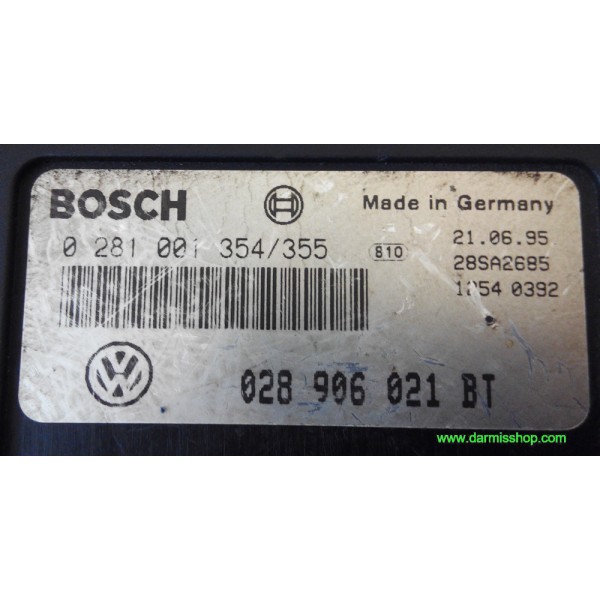 BOSCH
Made in Germany
0 281 001 354/355
810
21.06.95
28SA2685
1254 0392
028 906 021 BT
www.darmisshop.com